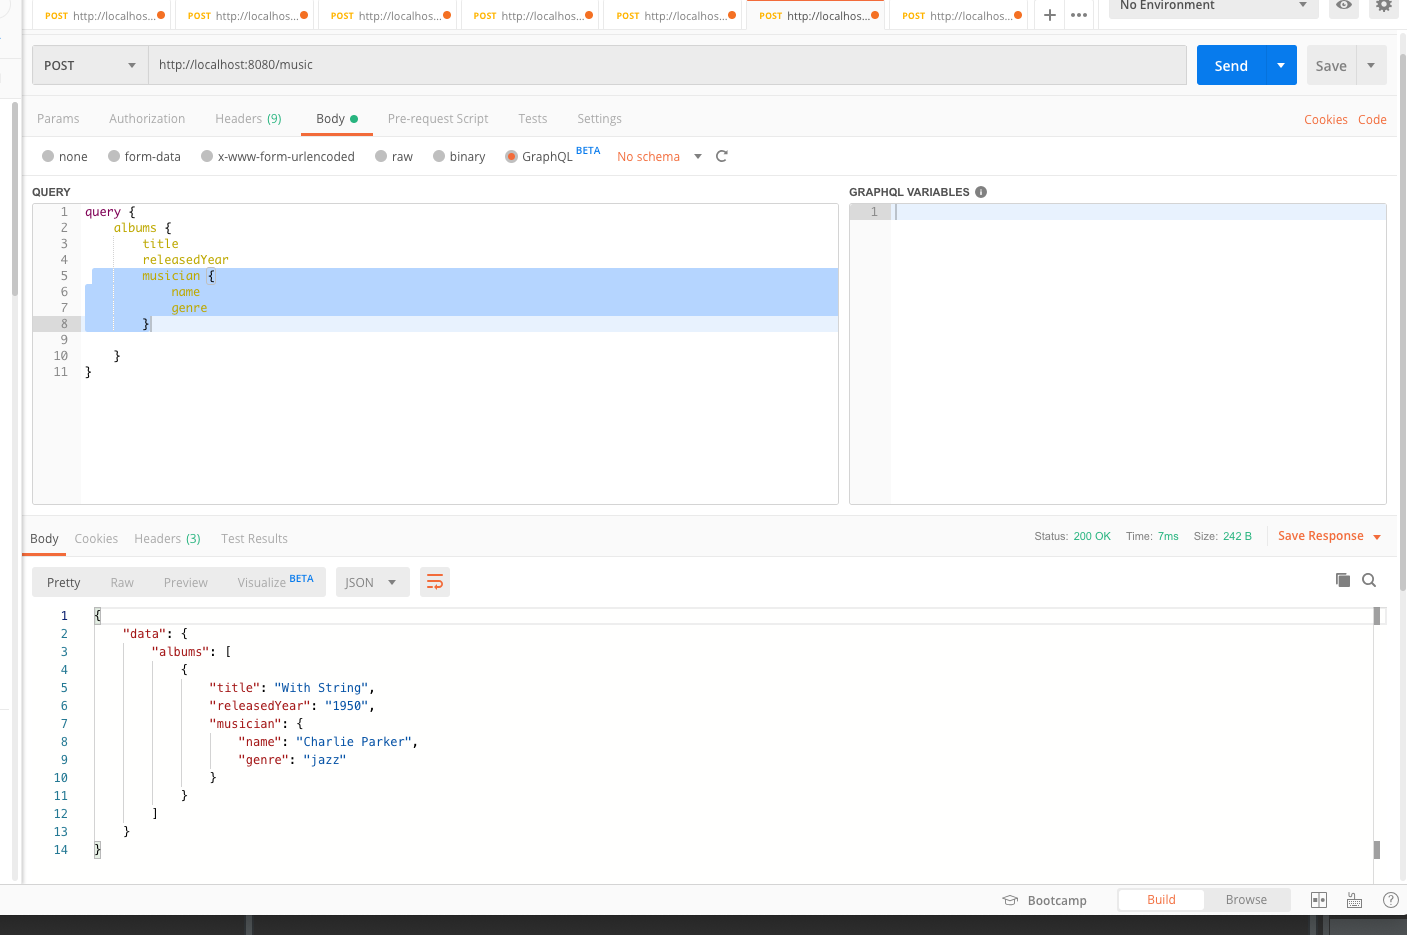 POST http://localhos... POST http://localhos... POST http://localhos... POST http://localhos... POST http://localhos... POST http://localhos... POST http://localhos... + ••• No Environment
POST http://localhost:8080/music Send Save
Params Authorization Headers (9) Body Pre-request Script Tests Settings Cookies Code
none form-data x-www-form-urlencoded raw binary GraphQL BETA No schema
QUERY
1 query {
2 albums {
3 title
4 releasedYear
5 musician {
6 name
7 genre
8 }
9
10 }
11 }
GRAPHQL VARIABLES
1
Body Cookies Headers (3) Test Results Status: 200 OK Time: 7ms Size: 242 B Save Response
Pretty Raw Preview Visualize BETA JSON
1 {
2 "data": {
3 "albums": [
4 {
5 "title": "With String",
6 "releasedYear": "1950",
7 "musician": {
8 "name": "Charlie Parker",
9 "genre": "jazz"
10 }
11 }
12 ]
13 }
14 }
Bootcamp Build Browse ?